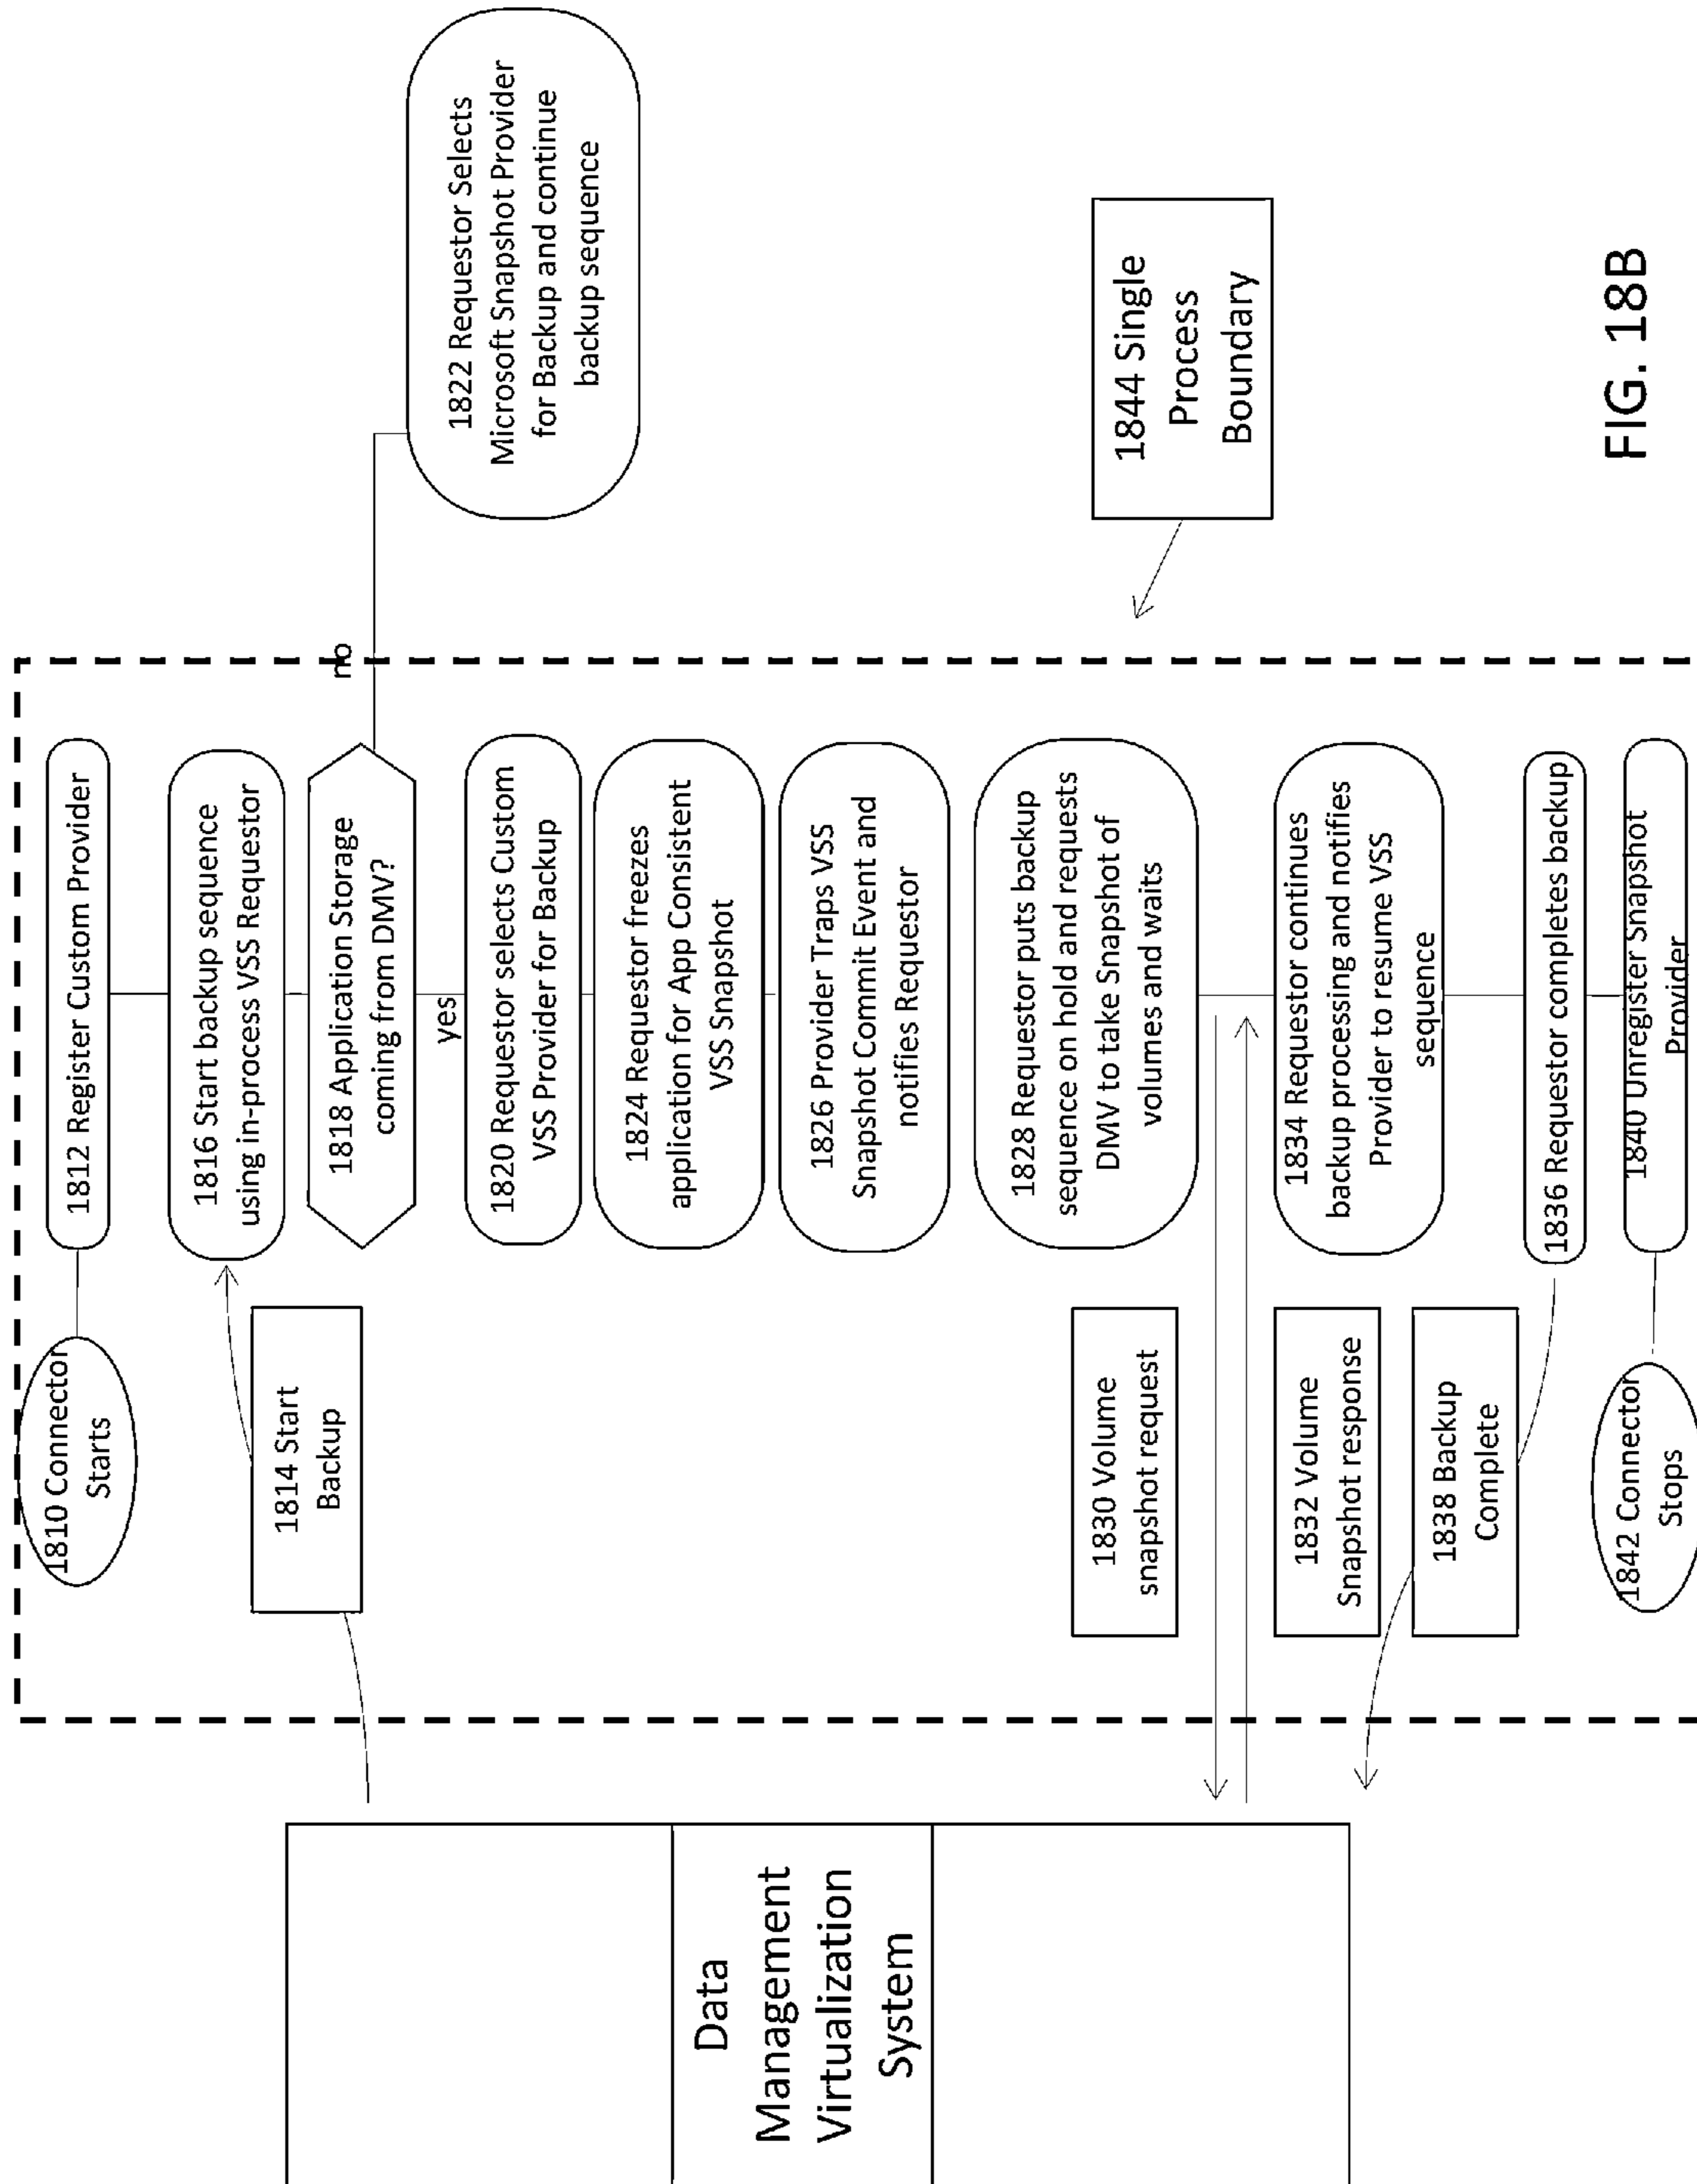 1810 Connector
Starts
1812 Register Custom Provider
1814 Start
Backup
1816 Start backup sequence
using in-process VSS Requestor
1818 Application Storage
coming from DMV?
no
yes
1822 Requestor Selects
Microsoft Snapshot Provider
for Backup and continue
backup sequence
1820 Requestor selects Custom
VSS Provider for Backup
1824 Requestor freezes
application for App Consistent
VSS Snapshot
1826 Provider Traps VSS
Snapshot Commit Event and
notifies Requestor
1828 Requestor puts backup
sequence on hold and requests
DMV to take Snapshot of
volumes and waits
1830 Volume
snapshot request
1832 Volume
Snapshot response
1834 Requestor continues
backup processing and notifies
Provider to resume VSS
sequence
1836 Requestor completes backup
1838 Backup
Complete
1840 Unregister Snapshot
Provider
1842 Connector
Stops
1844 Single
Process
Boundary
Data
Management
Virtualization
System
FIG. 18B